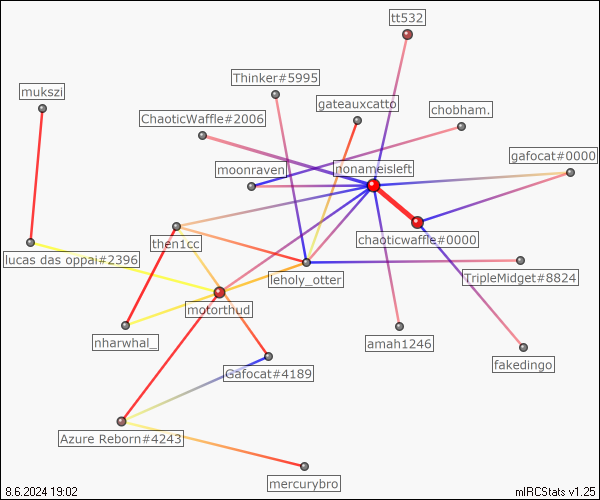 tt532
Thinker#5995
mukszi
gateauxcatto
chobham.
ChaoticWaffle#2006
gafocat#0000
moonraven
nonameisleft
then1cc
chaoticwaffle#0000
lucas das oppai#2396
leholy_otter
TripleMidget#8824
motorthud
nharwhal_
amah1246
fakedingo
Gafocat#4189
Azure Reborn#4243
mercurybro
8.6.2024 19:02
mIRCStats v1.25